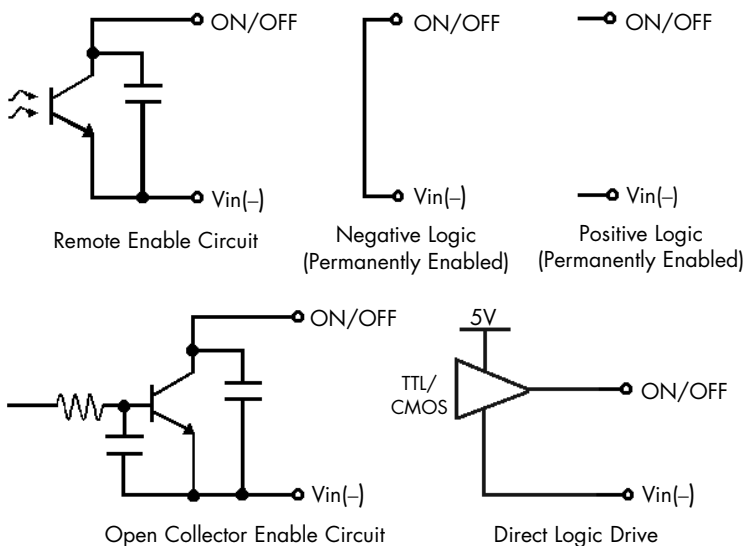 ON/OFF
Vin(–)
Remote Enable Circuit
ON/OFF
Vin(–)
Negative Logic
(Permanently Enabled)
ON/OFF
Vin(–)
Positive Logic
(Permanently Enabled)
ON/OFF
Vin(–)
Open Collector Enable Circuit
5V
TTL/
CMOS
ON/OFF
Vin(–)
Direct Logic Drive